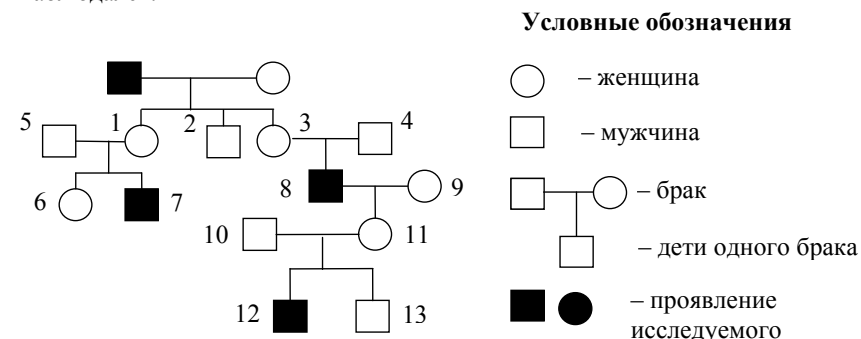 Условные обозначения
– женщина
– мужчина
– брак
– дети одного брака
– проявление
исследуемого
5 1 2 3 4
6 7 8 9
10 11
12 13